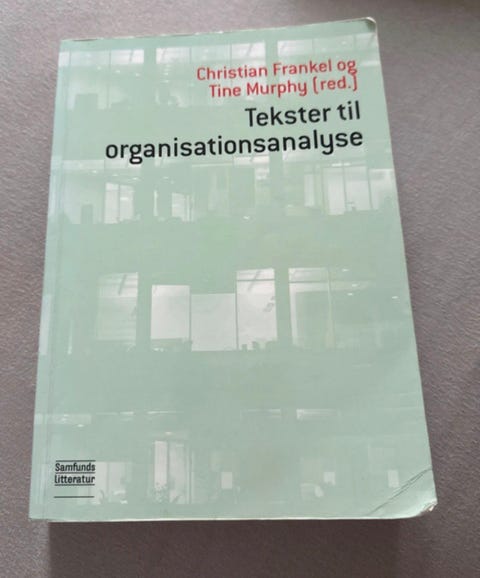 Christian Frankel og
Tine Murphy (red.)
Tekster til
organisationsanalyse
Samfunds
litteratur